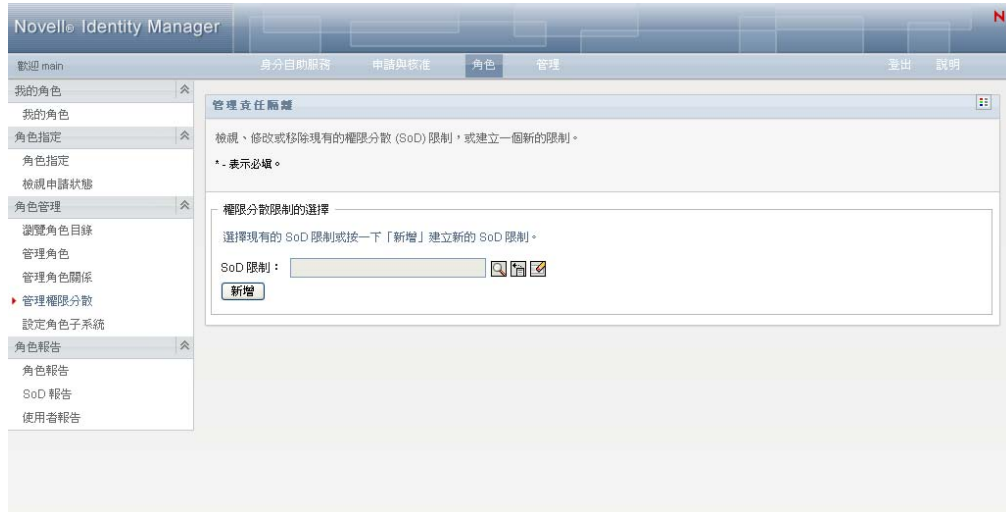 Novell® Identity Manager
N
歡迎 main
身分自助服務 申請與核准 角色 管理 登出 說明
我的角色
我的角色
角色指定
角色指定
檢視申請狀態
角色管理
瀏覽角色目錄
管理角色
管理角色關係
管理權限分散
設定角色子系統
角色報告
角色報告
SoD 報告
使用者報告
管理責任隔離
檢視、修改或移除現有的權限分散 (SoD) 限制，或建立一個新的限制。
* - 表示必填。
權限分散限制的選擇
選擇現有的 SoD 限制或按一下「新增」建立新的 SoD 限制。
SoD 限制：
新增